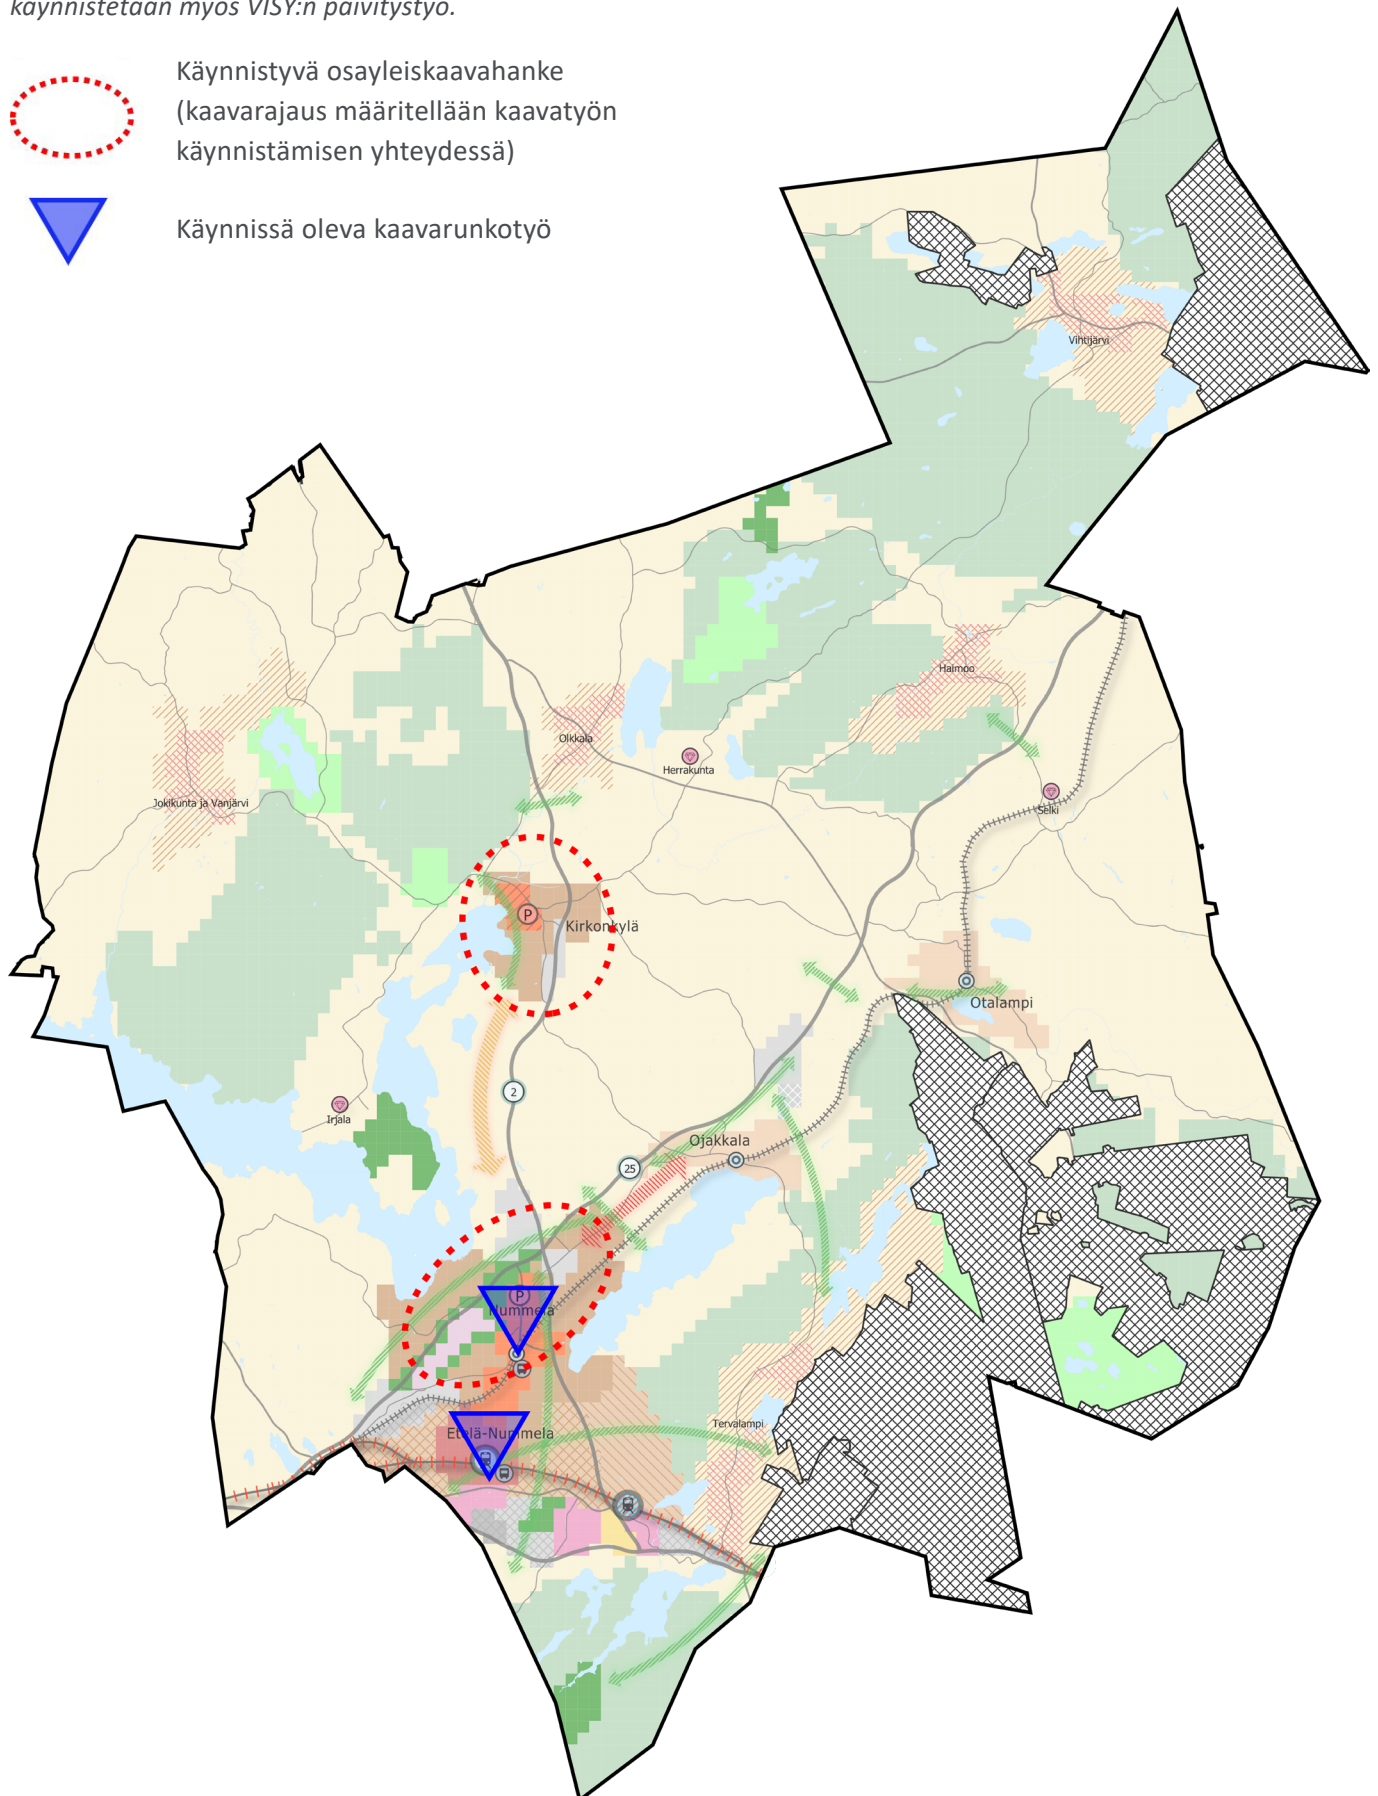 käynnistetään myös VISY:n päivitystyö.
Käynnistyvä osayleiskaavahanke
(kaavarajaus määritellään kaavatyön
käynnistämisen yhteydessä)
Käynnissä oleva kaavarunkotyö
Vihtijärvi
Haimoo
Olkkala
Herrakunta
Selki
Jokikunta ja Vanjärvi
P
Kirkonkylä
Otalampi
2
Irjala
Ojakkala
25
P
Nummela
Tervalampi
Etelä-Nummela